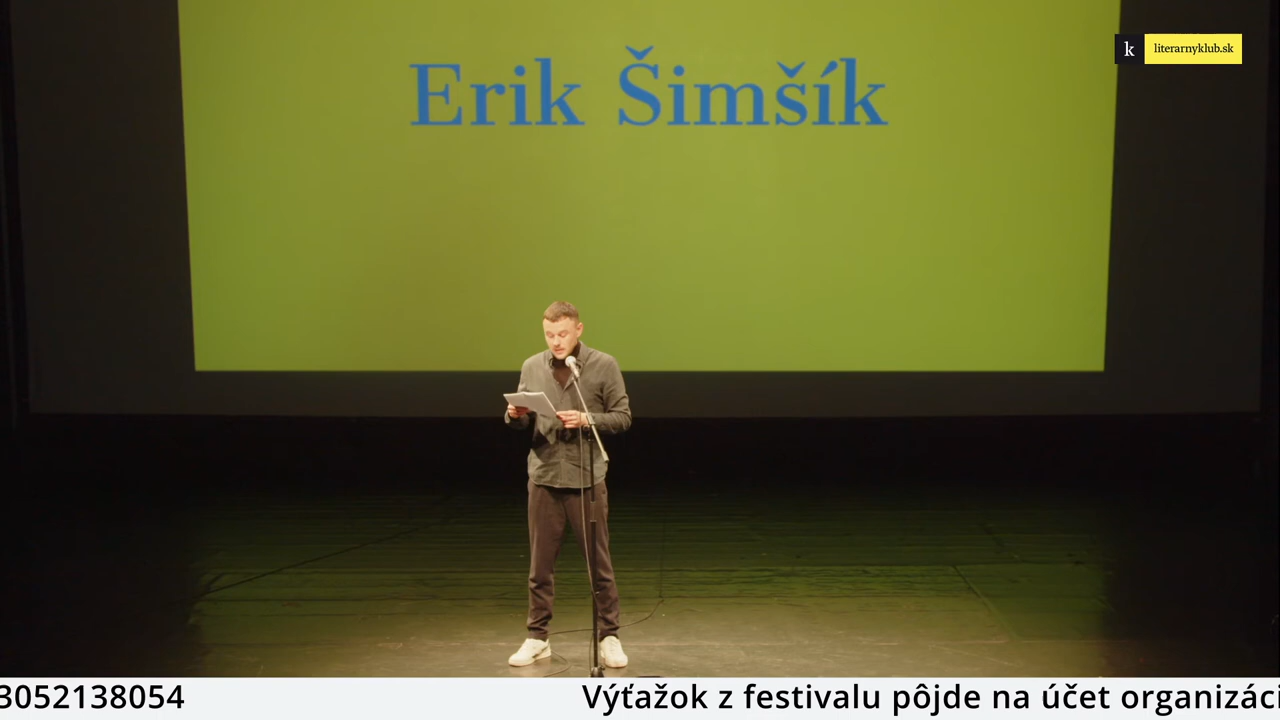 Erik Šimšík
k literarnyklub.sk
3052138054 Výťažok z festivalu pôjde na účet organizáci